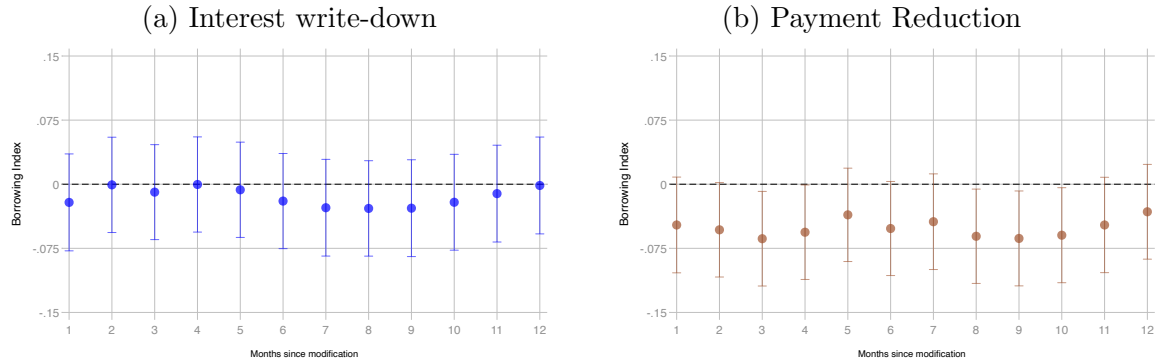 (a) Interest write-down
.15
.075
0
-.075
-.15
Borrowing Index
1 2 3 4 5 6 7 8 9 10 11 12
Months since modification
(b) Payment Reduction
.15
.075
0
-.075
-.15
Borrowing Index
1 2 3 4 5 6 7 8 9 10 11 12
Months since modification